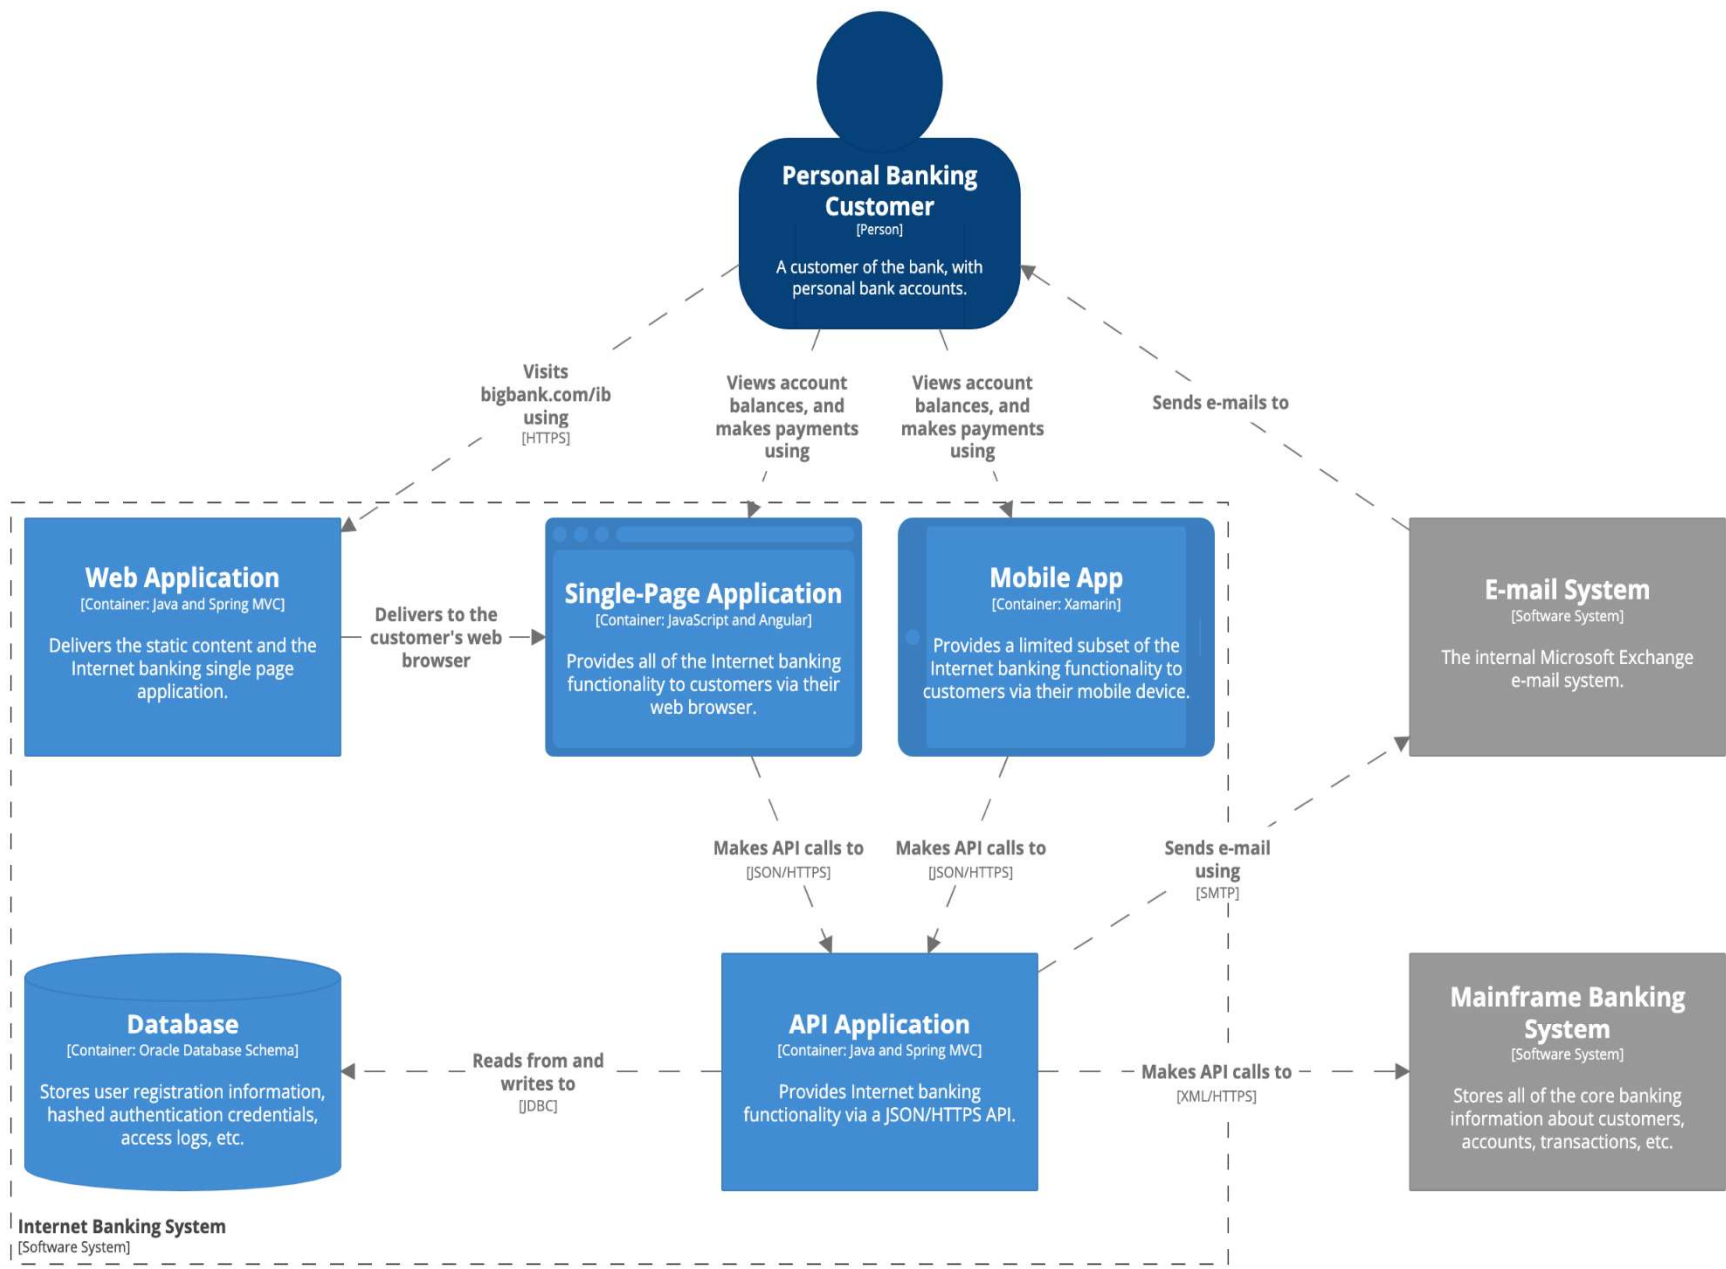 Personal Banking
Customer
[Person]
A customer of the bank, with
personal bank accounts.
Visits
bigbank.com/ib
using
[HTTPS]
Views account
balances, and
makes payments
using
Views account
balances, and
makes payments
using
Sends e-mails to
Web Application
[Container: Java and Spring MVC]
Delivers the static content and the
Internet banking single page
application.
Delivers to the
customer's web
browser
Single-Page Application
[Container: JavaScript and Angular]
Provides all of the Internet banking
functionality to customers via their
web browser.
Mobile App
[Container: Xamarin]
Provides a limited subset of the
Internet banking functionality to
customers via their mobile device.
E-mail System
[Software System]
The internal Microsoft Exchange
e-mail system.
Makes API calls to
[JSON/HTTPS]
Makes API calls to
[JSON/HTTPS]
Sends e-mail
using
[SMTP]
Database
[Container: Oracle Database Schema]
Stores user registration information,
hashed authentication credentials,
access logs, etc.
Reads from and
writes to
[JDBC]
API Application
[Container: Java and Spring MVC]
Provides Internet banking
functionality via a JSON/HTTPS API.
Makes API calls to
[XML/HTTPS]
Mainframe Banking
System
[Software System]
Stores all of the core banking
information about customers,
accounts, transactions, etc.
Internet Banking System
[Software System]